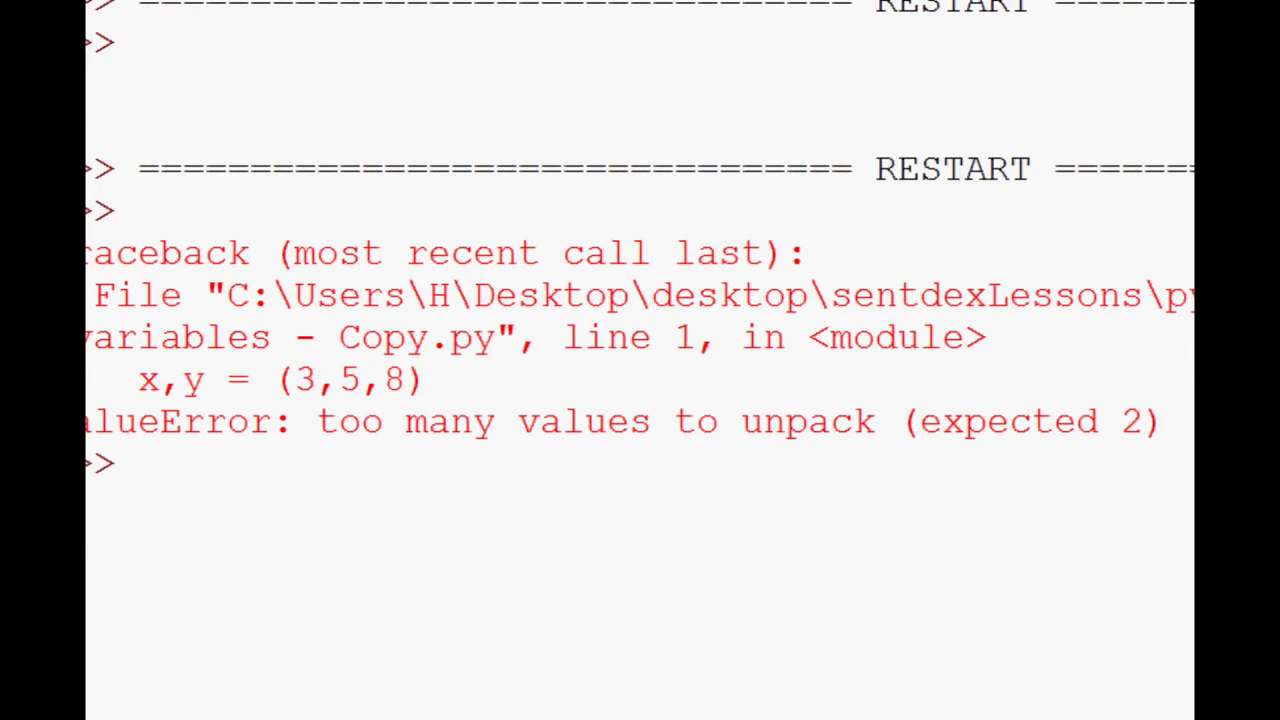 >> ================================ RESTART =======
>>
>> ================================ RESTART =======
>>
raceback (most recent call last):
File "C:\Users\H\Desktop\desktop\sentdexLessons\py
variables - Copy.py", line 1, in <module>
x,y = (3,5,8)
alueError: too many values to unpack (expected 2)
>>